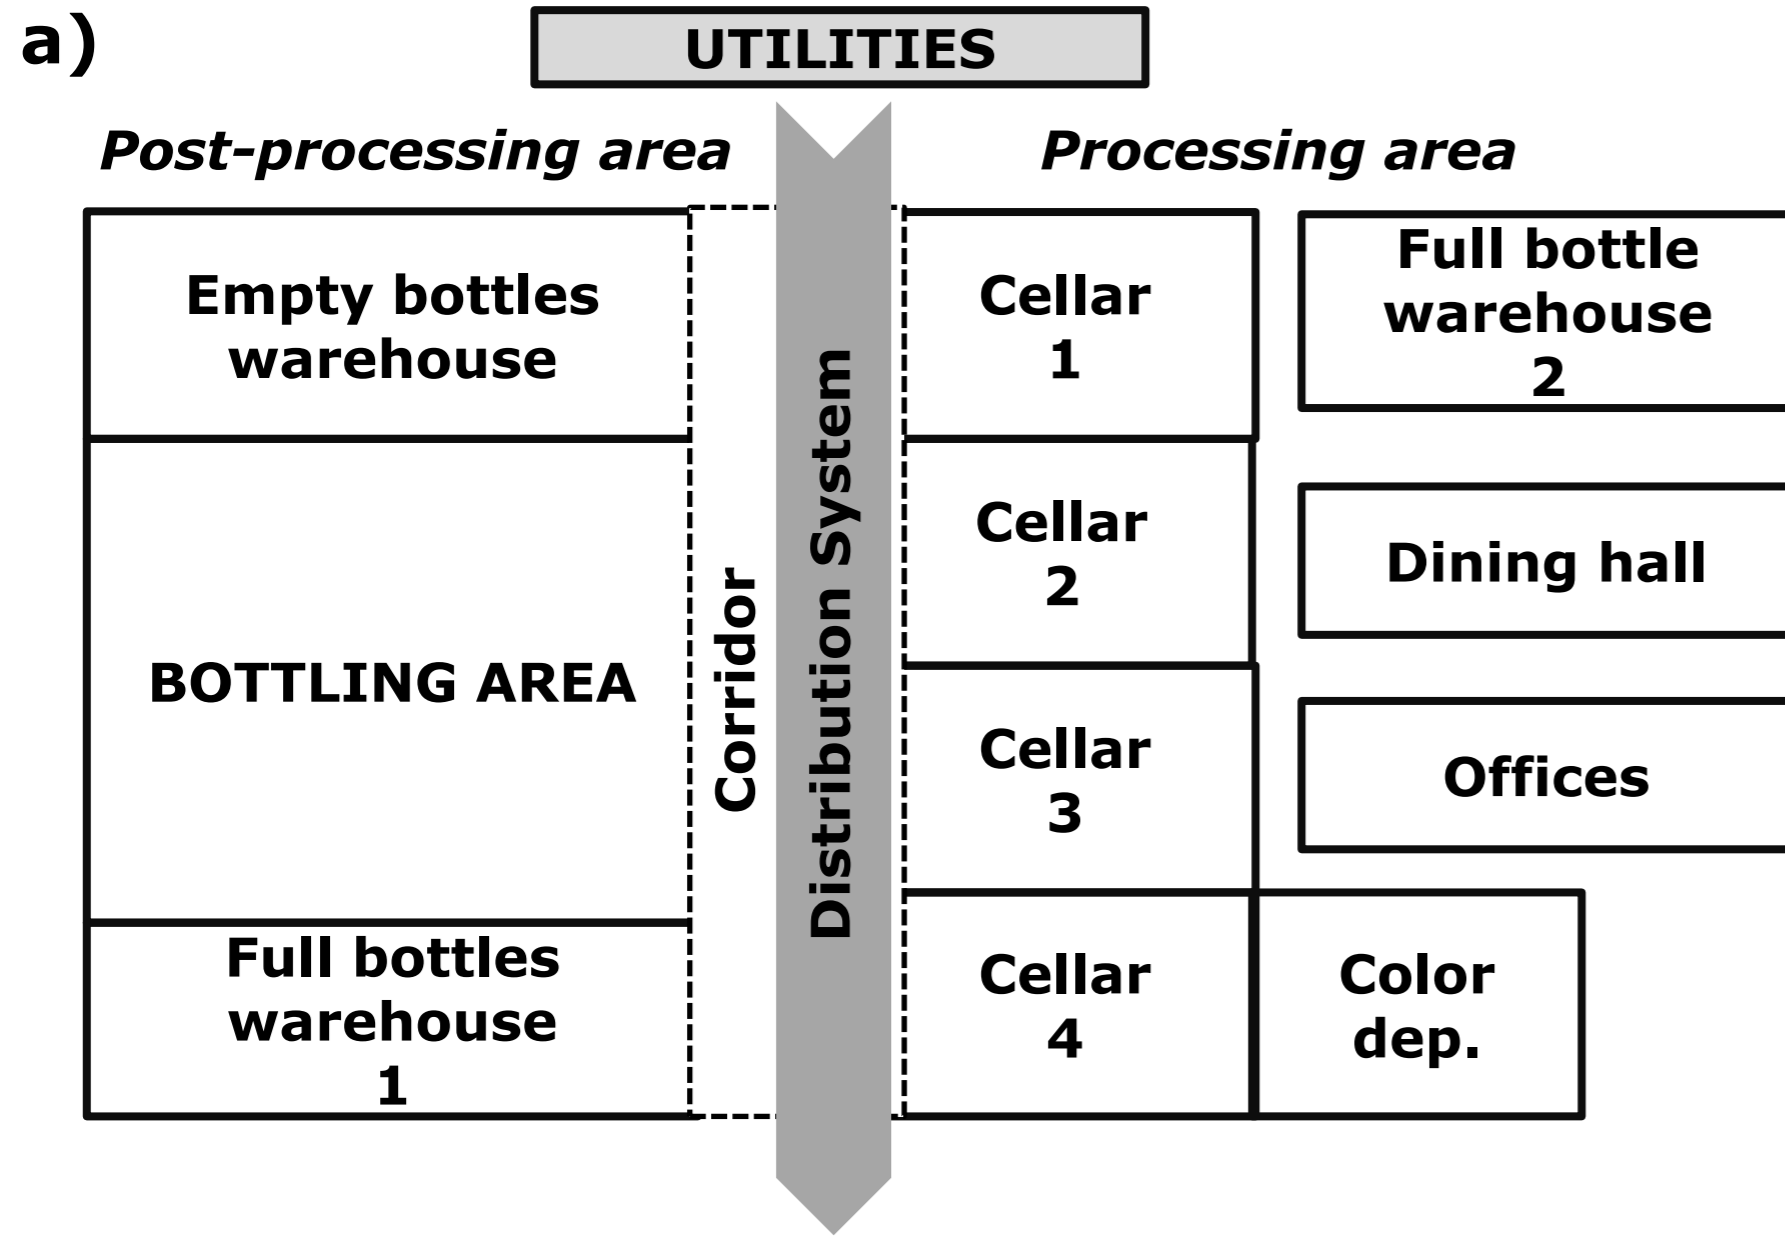 a)
UTILITIES
Post-processing area
Processing area
Empty bottles
warehouse
BOTTLING AREA
Full bottles
warehouse
1
Corridor
Distribution System
Cellar
1
Cellar
2
Cellar
3
Cellar
4
Full bottle
warehouse
2
Dining hall
Offices
Color
dep.